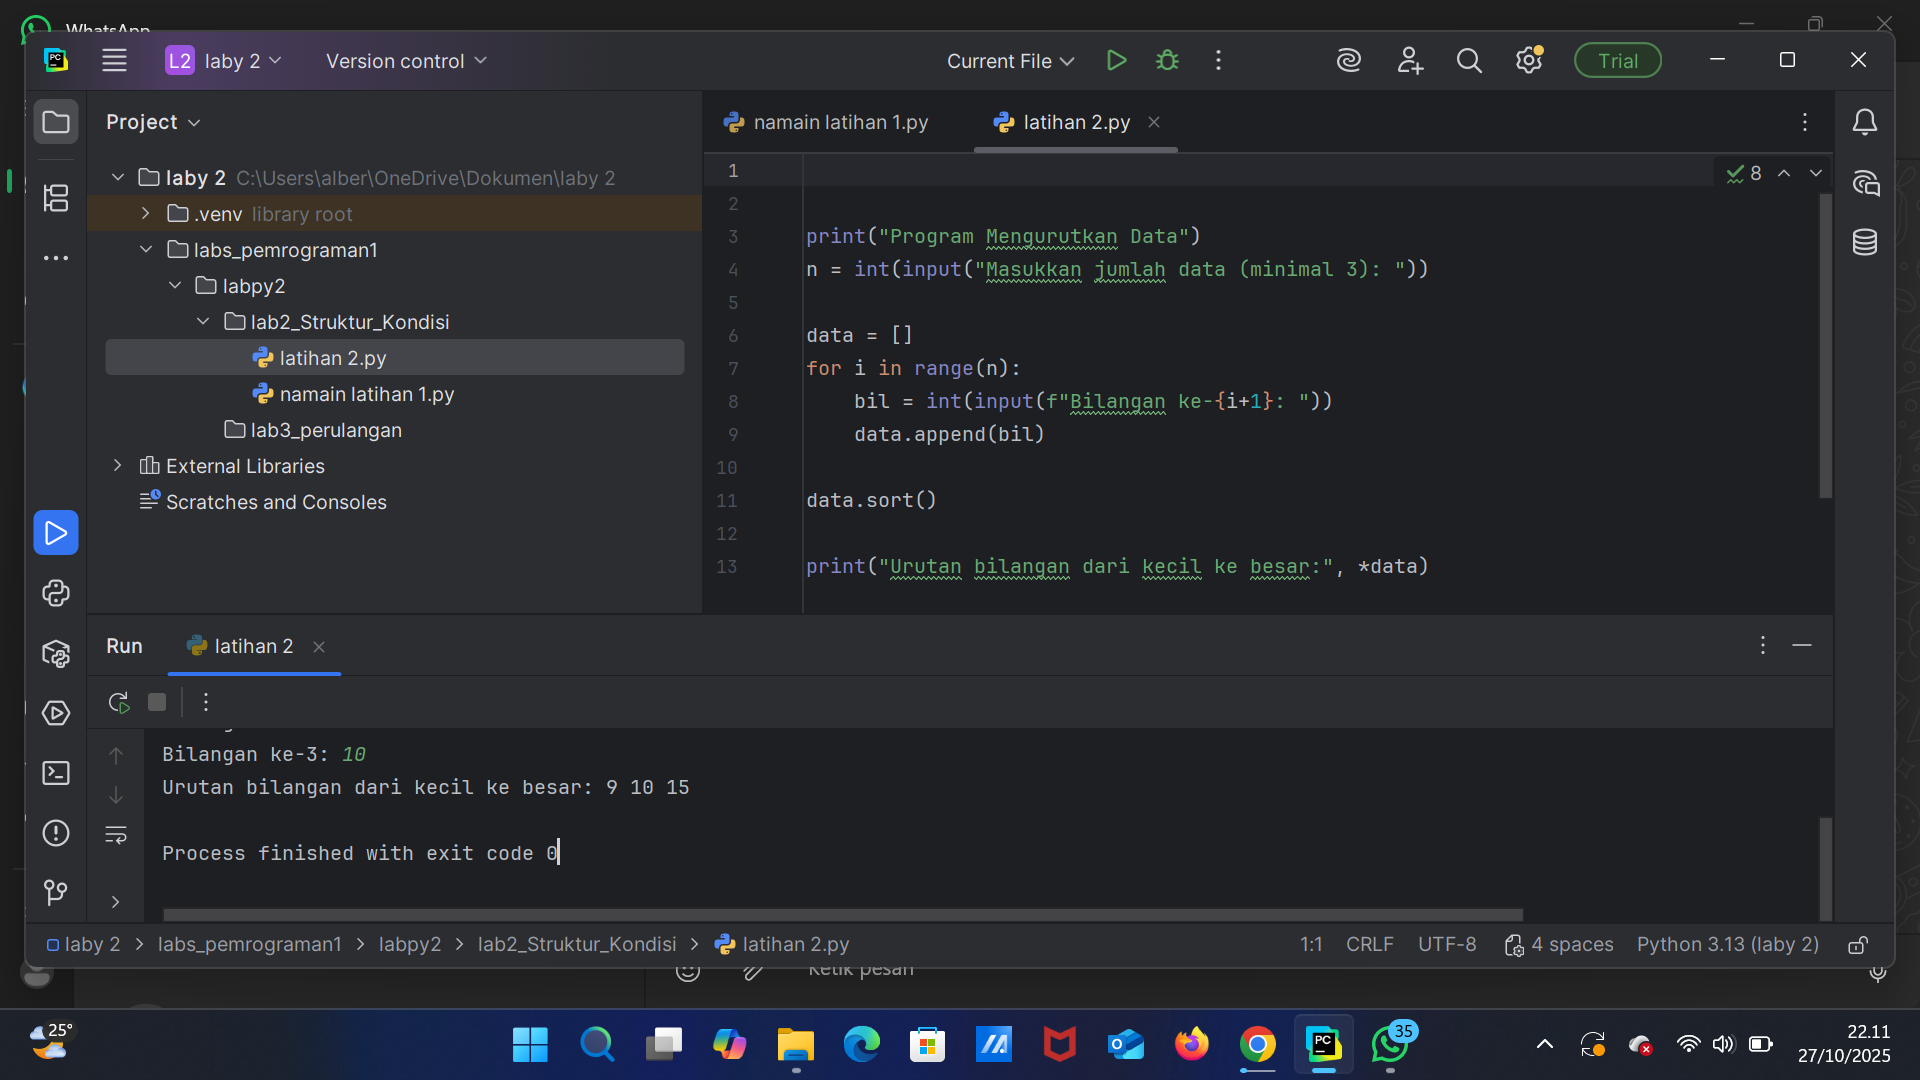 WhatsApp
PC
L2 laby 2
Version control
Current File
Trial
Project
namain latihan 1.py
latihan 2.py
laby 2 C:\Users\alber\OneDrive\Dokumen\laby 2
.venv library root
labs_pemrograman1
labpy2
lab2_Struktur_Kondisi
latihan 2.py
namain latihan 1.py
lab3_perulangan
External Libraries
Scratches and Consoles
8
1
2
3 print("Program Mengurutkan Data")
4 n = int(input("Masukkan jumlah data (minimal 3): "))
5
6 data = []
7 for i in range(n):
8     bil = int(input(f"Bilangan ke-{i+1}: "))
9     data.append(bil)
10
11 data.sort()
12
13 print("Urutan bilangan dari kecil ke besar:", *data)
Run
latihan 2
Bilangan ke-3: 10
Urutan bilangan dari kecil ke besar: 9 10 15
Process finished with exit code 0
laby 2 > labs_pemrograman1 > labpy2 > lab2_Struktur_Kondisi > latihan 2.py
1:1 CRLF UTF-8 4 spaces Python 3.13 (laby 2)
Ketik pesan
25°
PC
35
22.11
27/10/2025